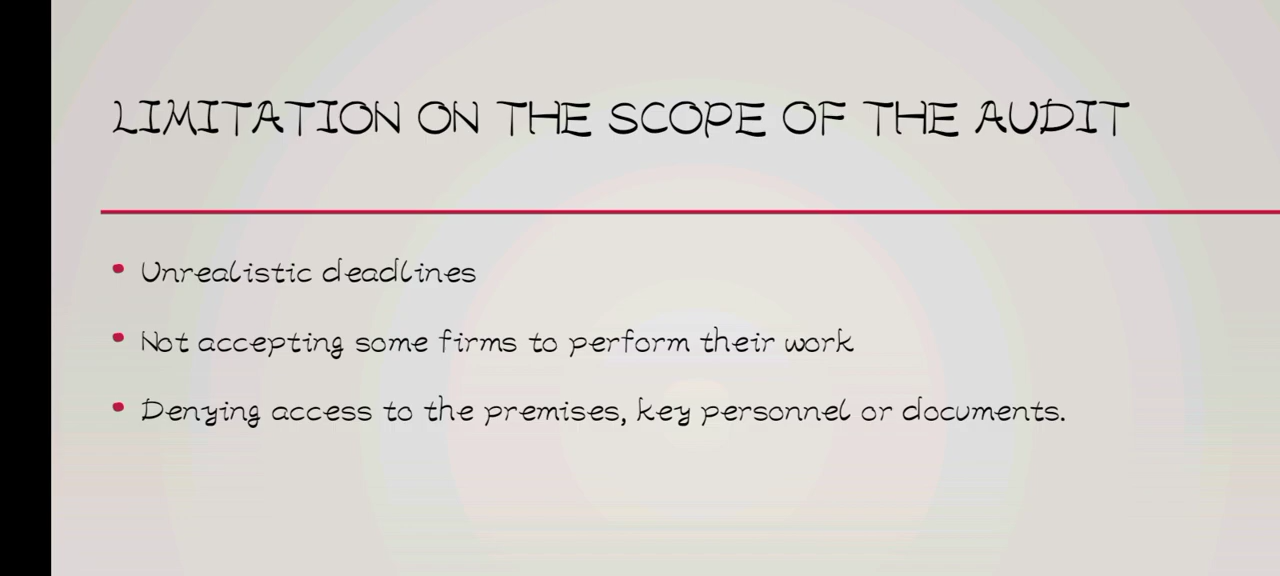 LIMITATION ON THE SCOPE OF THE AUDIT
• Unrealistic deadlines
• Not accepting some firms to perform their work
• Denying access to the premises, key personnel or documents.